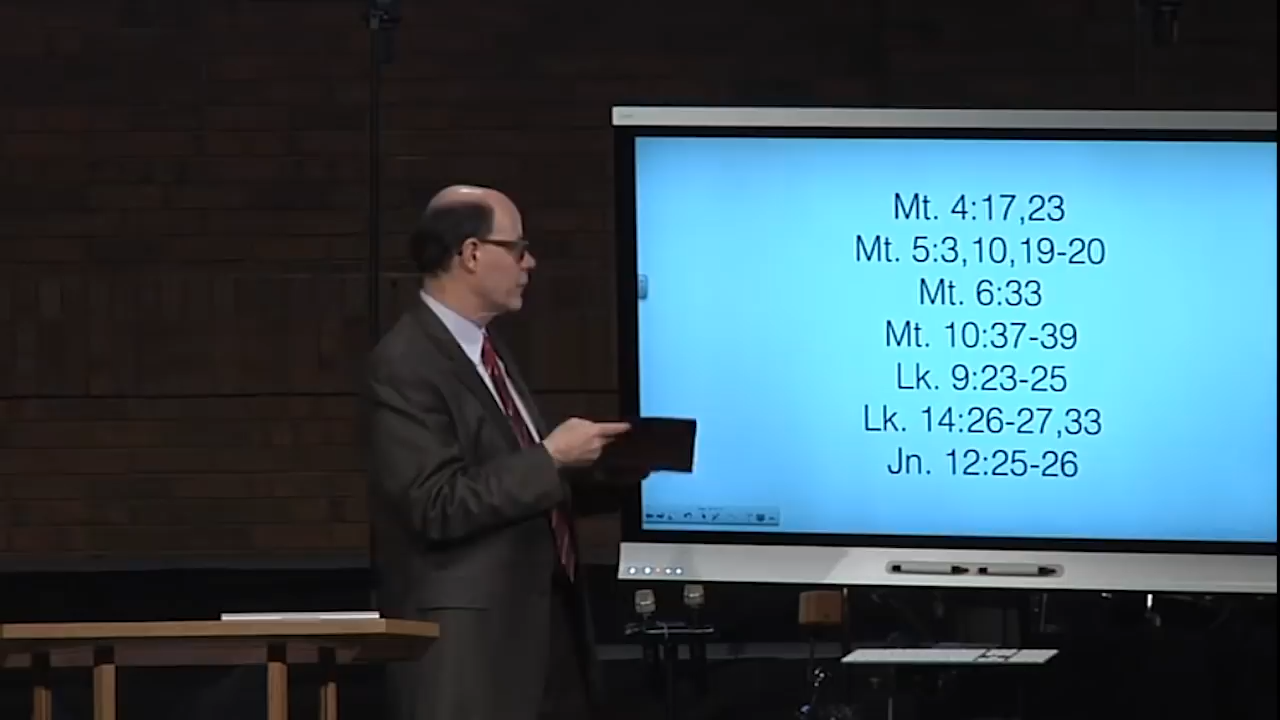 Mt. 4:17,23
Mt. 5:3,10,19-20
Mt. 6:33
Mt. 10:37-39
Lk. 9:23-25
Lk. 14:26-27,33
Jn. 12:25-26